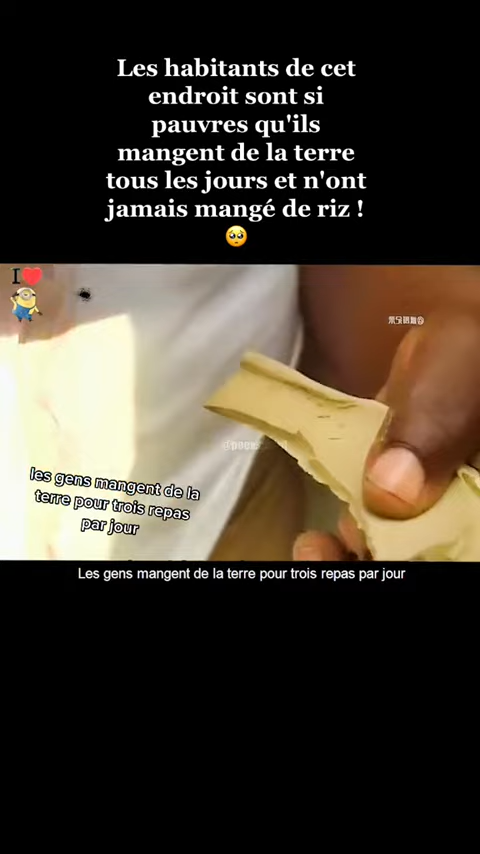 Les habitants de cet
endroit sont si
pauvres qu'ils
mangent de la terre
tous les jours et n'ont
jamais mangé de riz !
🥺
I❤️
les gens mangent de la
terre pour trois repas
par jour
Les gens mangent de la terre pour trois repas par jour